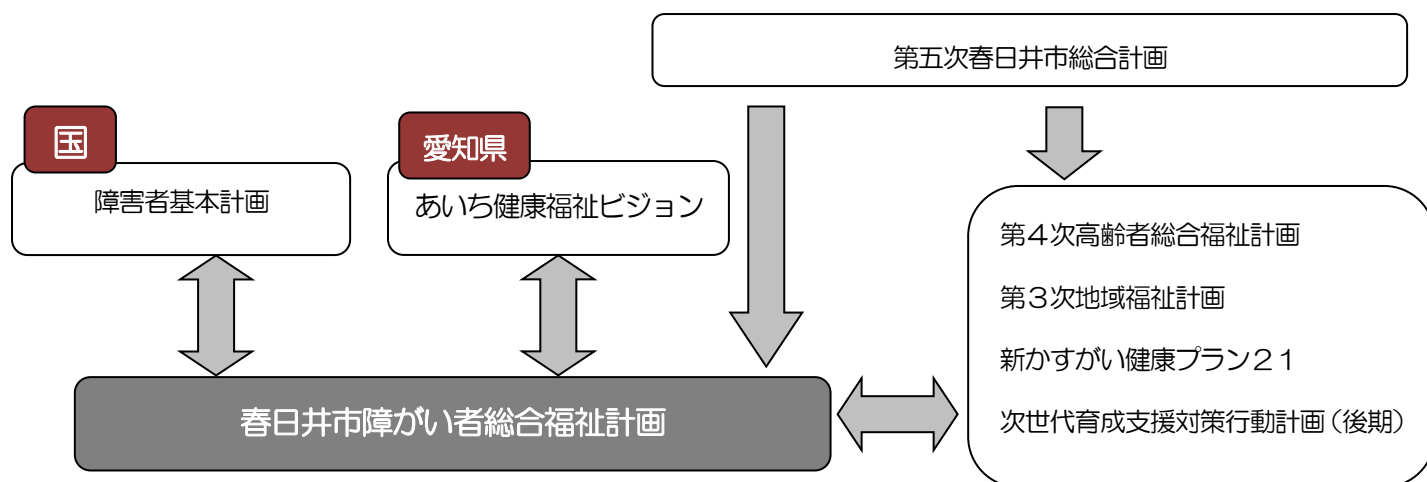 第五次春日井市総合計画
国
愛知県
障害者基本計画
あいち健康福祉ビジョン
第４次高齢者総合福祉計画
第３次地域福祉計画
新かすがい健康プラン２１
次世代育成支援対策行動計画（後期）
春日井市障がい者総合福祉計画